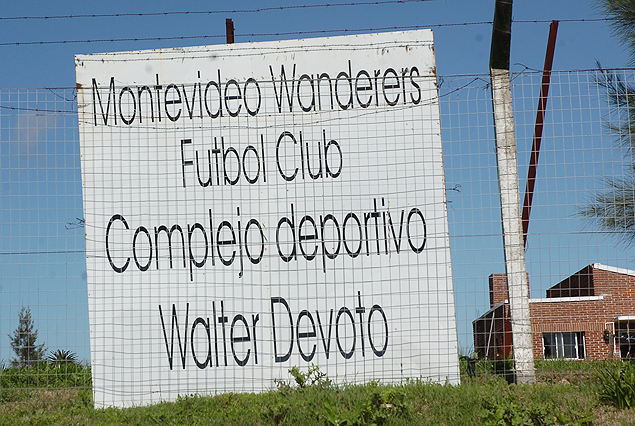 Montevideo Wanderers
Futbol Club
Complejo deportivo
Walter Devoto